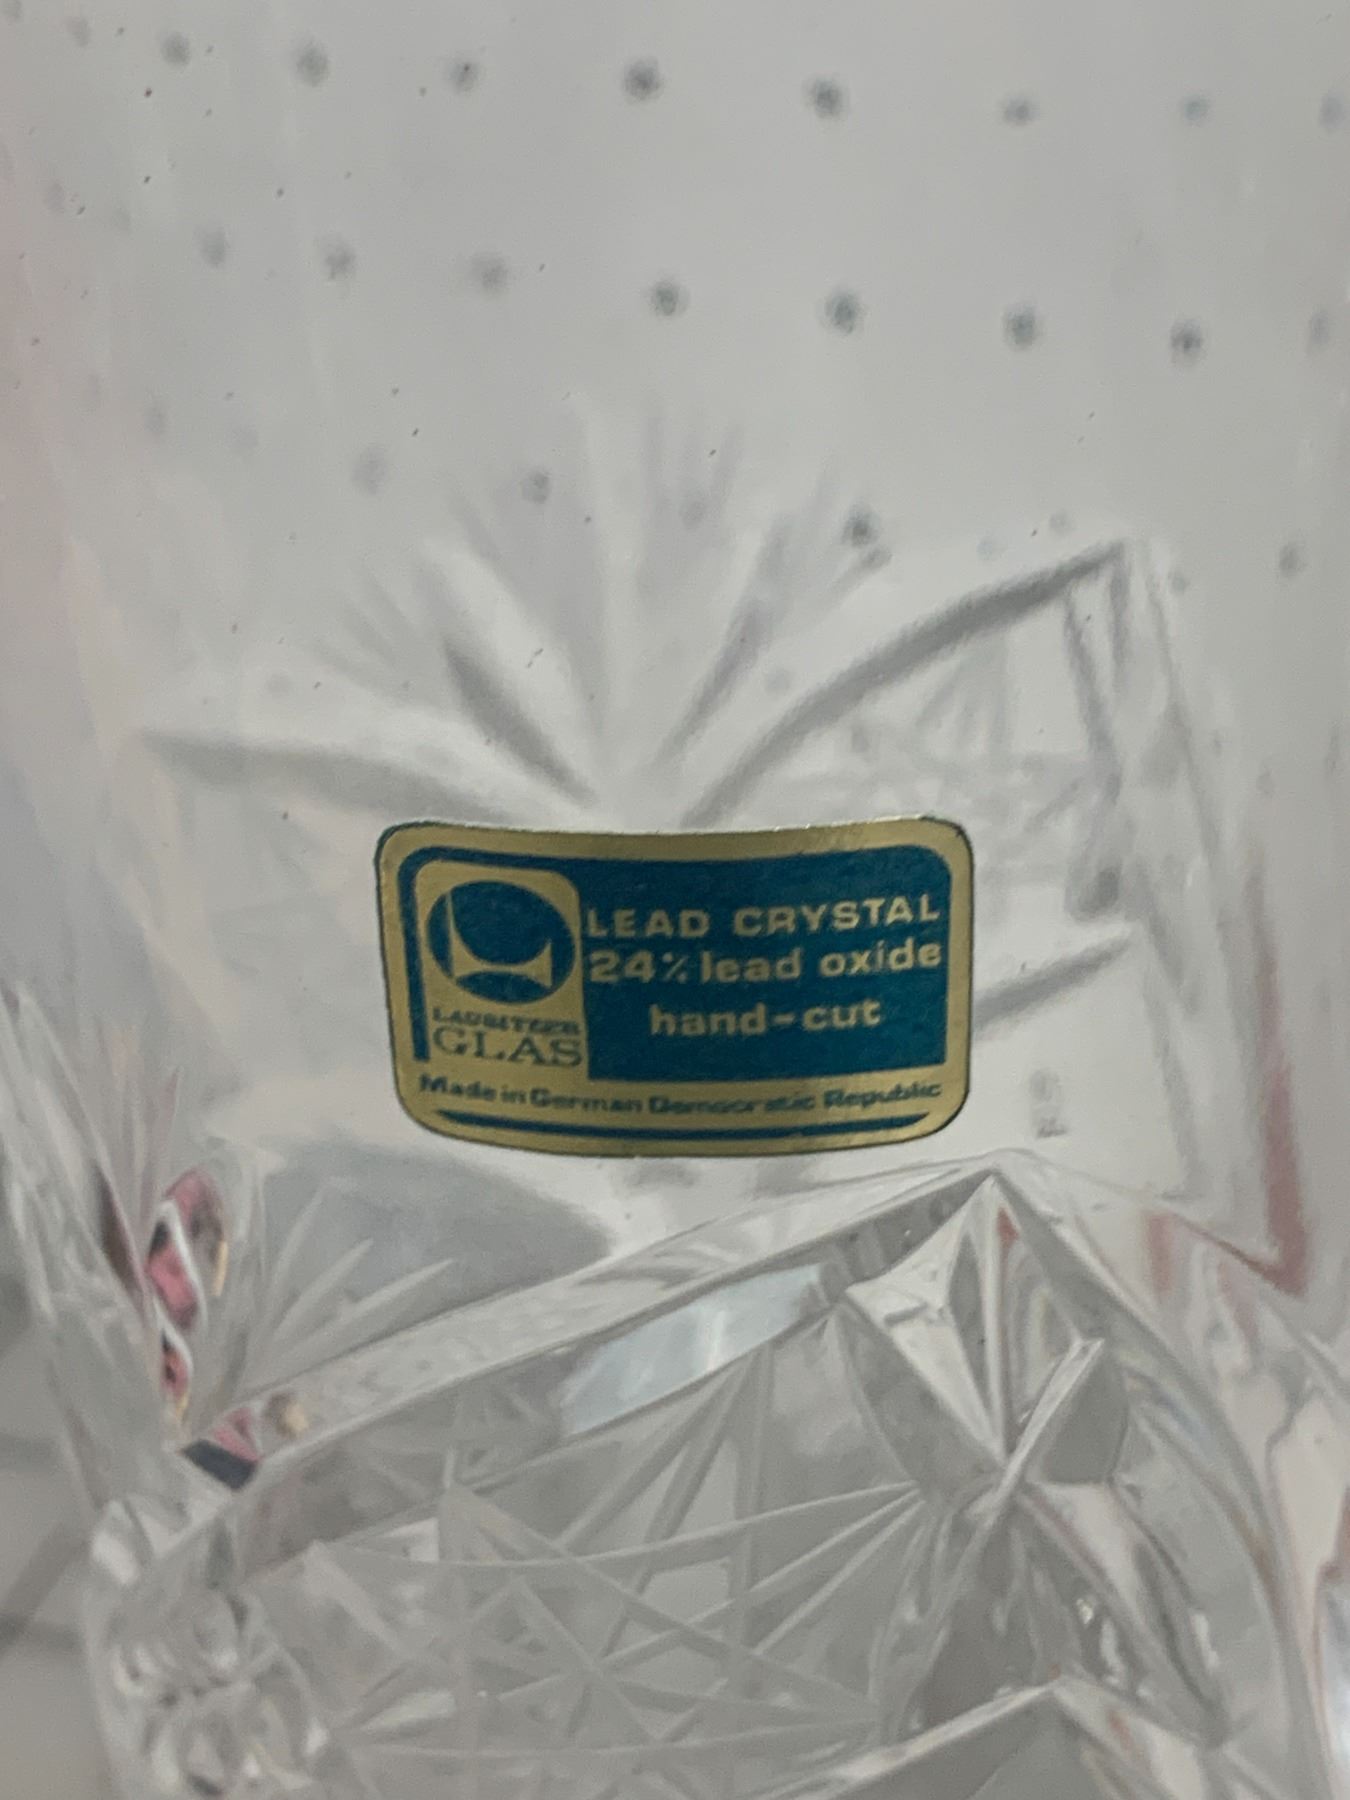 LEAD CRYSTAL
24% lead oxide
hand-cut
LAUSITZER
GLAS
Made in German Democratic Republic